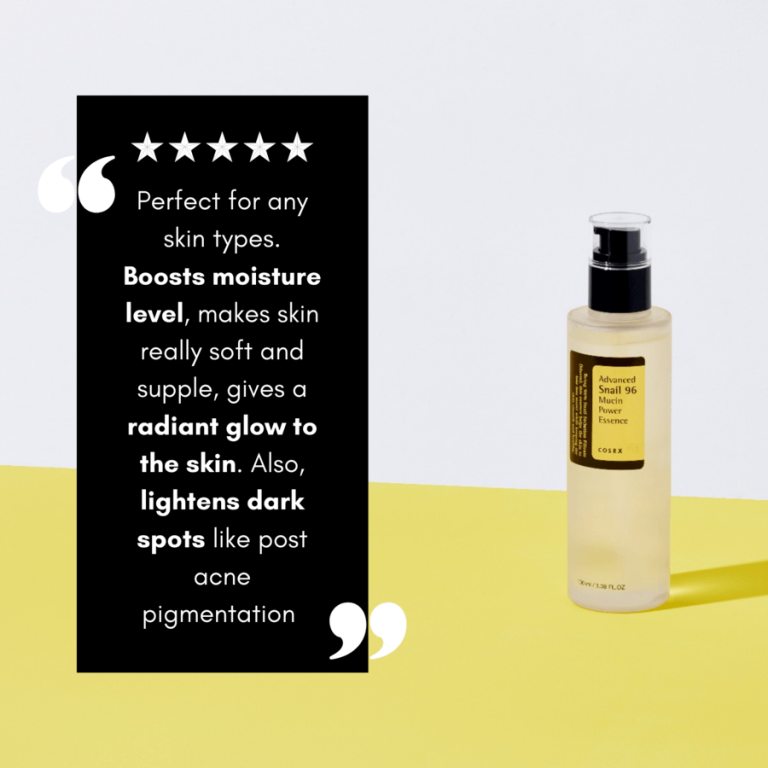 Perfect for any
skin types.
Boosts moisture
level, makes skin
really soft and
supple, gives a
radiant glow to
the skin. Also,
lightens dark
spots like post
acne
pigmentation
Advanced
Snail 96
Mucin
Power
Essence
COSRX